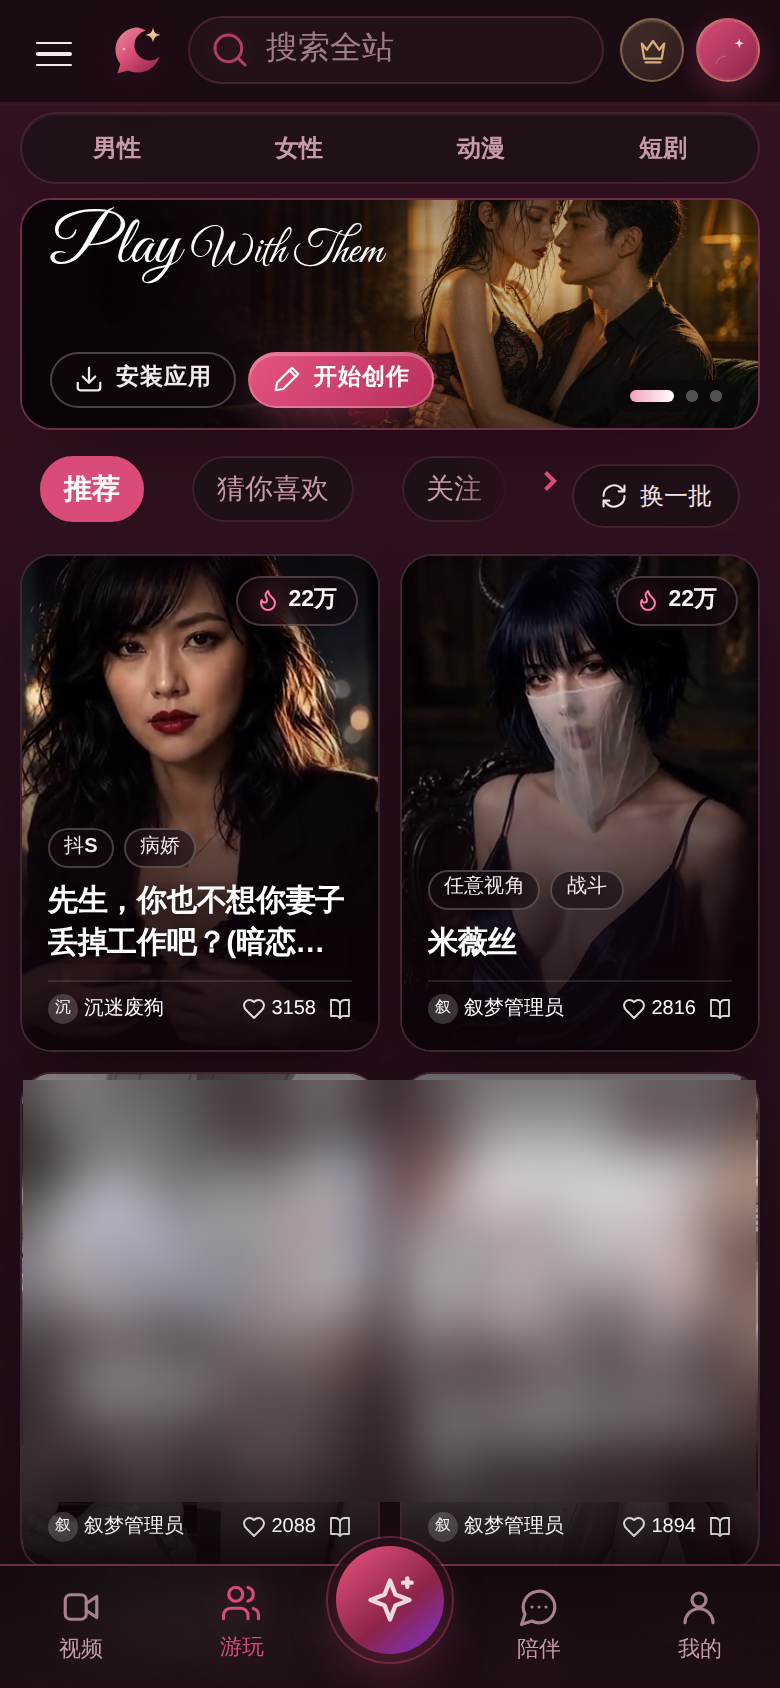 搜索全站
男性
女性
动漫
短剧
Play With Them
安装应用
开始创作
推荐
猜你喜欢
关注
换一批
22万
22万
抖S
病娇
先生，你也不想你妻子
丢掉工作吧？(暗恋...
沉
沉迷废狗
3158
任意视角
战斗
米薇丝
叙
叙梦管理员
2816
叙
叙梦管理员
2088
叙
叙梦管理员
1894
视频
游玩
陪伴
我的